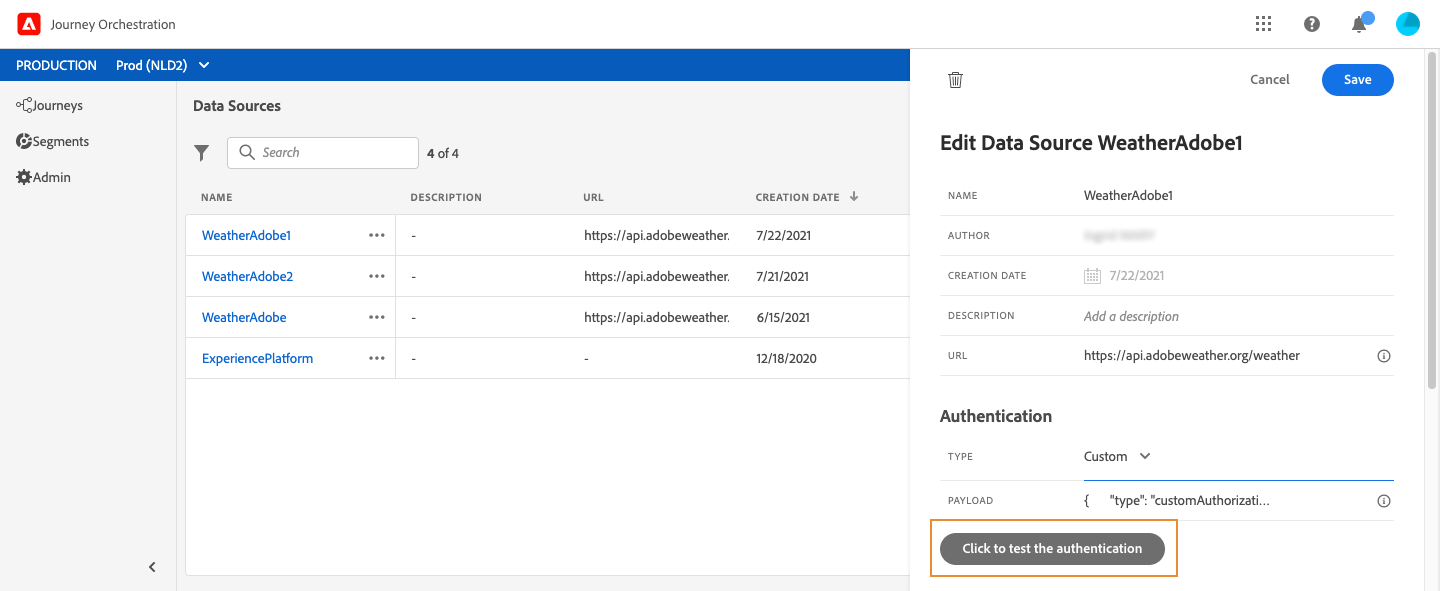 Journey Orchestration
PRODUCTION Prod (NLD2)
Journeys
Segments
Admin
Data Sources
Search 4 of 4
NAME DESCRIPTION URL CREATION DATE
WeatherAdobe1 ••• - https://api.adobeweather. 7/22/2021
WeatherAdobe2 ••• - https://api.adobeweather. 7/21/2021
WeatherAdobe ••• - https://api.adobeweather. 6/15/2021
ExperiencePlatform ••• - - 12/18/2020
Cancel Save
Edit Data Source WeatherAdobe1
NAME WeatherAdobe1
AUTHOR
CREATION DATE 7/22/2021
DESCRIPTION Add a description
URL https://api.adobeweather.org/weather
Authentication
TYPE Custom
PAYLOAD { "type": "customAuthorizati...
Click to test the authentication